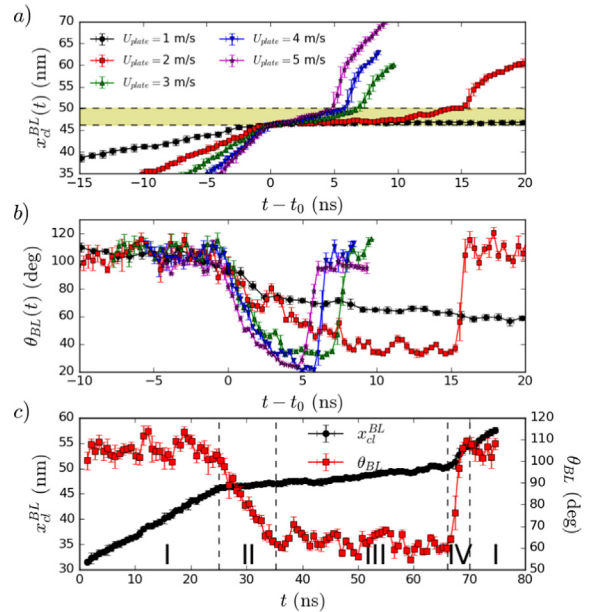 a)
70
65
60
55
50
45
40
35
x_cl^BL(t) (nm)
U_plate=1 m/s
U_plate=2 m/s
U_plate=3 m/s
U_plate=4 m/s
U_plate=5 m/s
−15 −10 −5 0 5 10 15 20
t − t_0 (ns)
b)
120
100
80
60
40
20
θ_BL(t) (deg)
−10 −5 0 5 10 15 20
t − t_0 (ns)
c)
60
55
50
45
40
35
30
x_cl^BL (nm)
x_cl^BL
θ_BL
I II III IV I
120
110
100
90
80
70
60
50
θ_BL (deg)
0 10 20 30 40 50 60 70 80
t (ns)